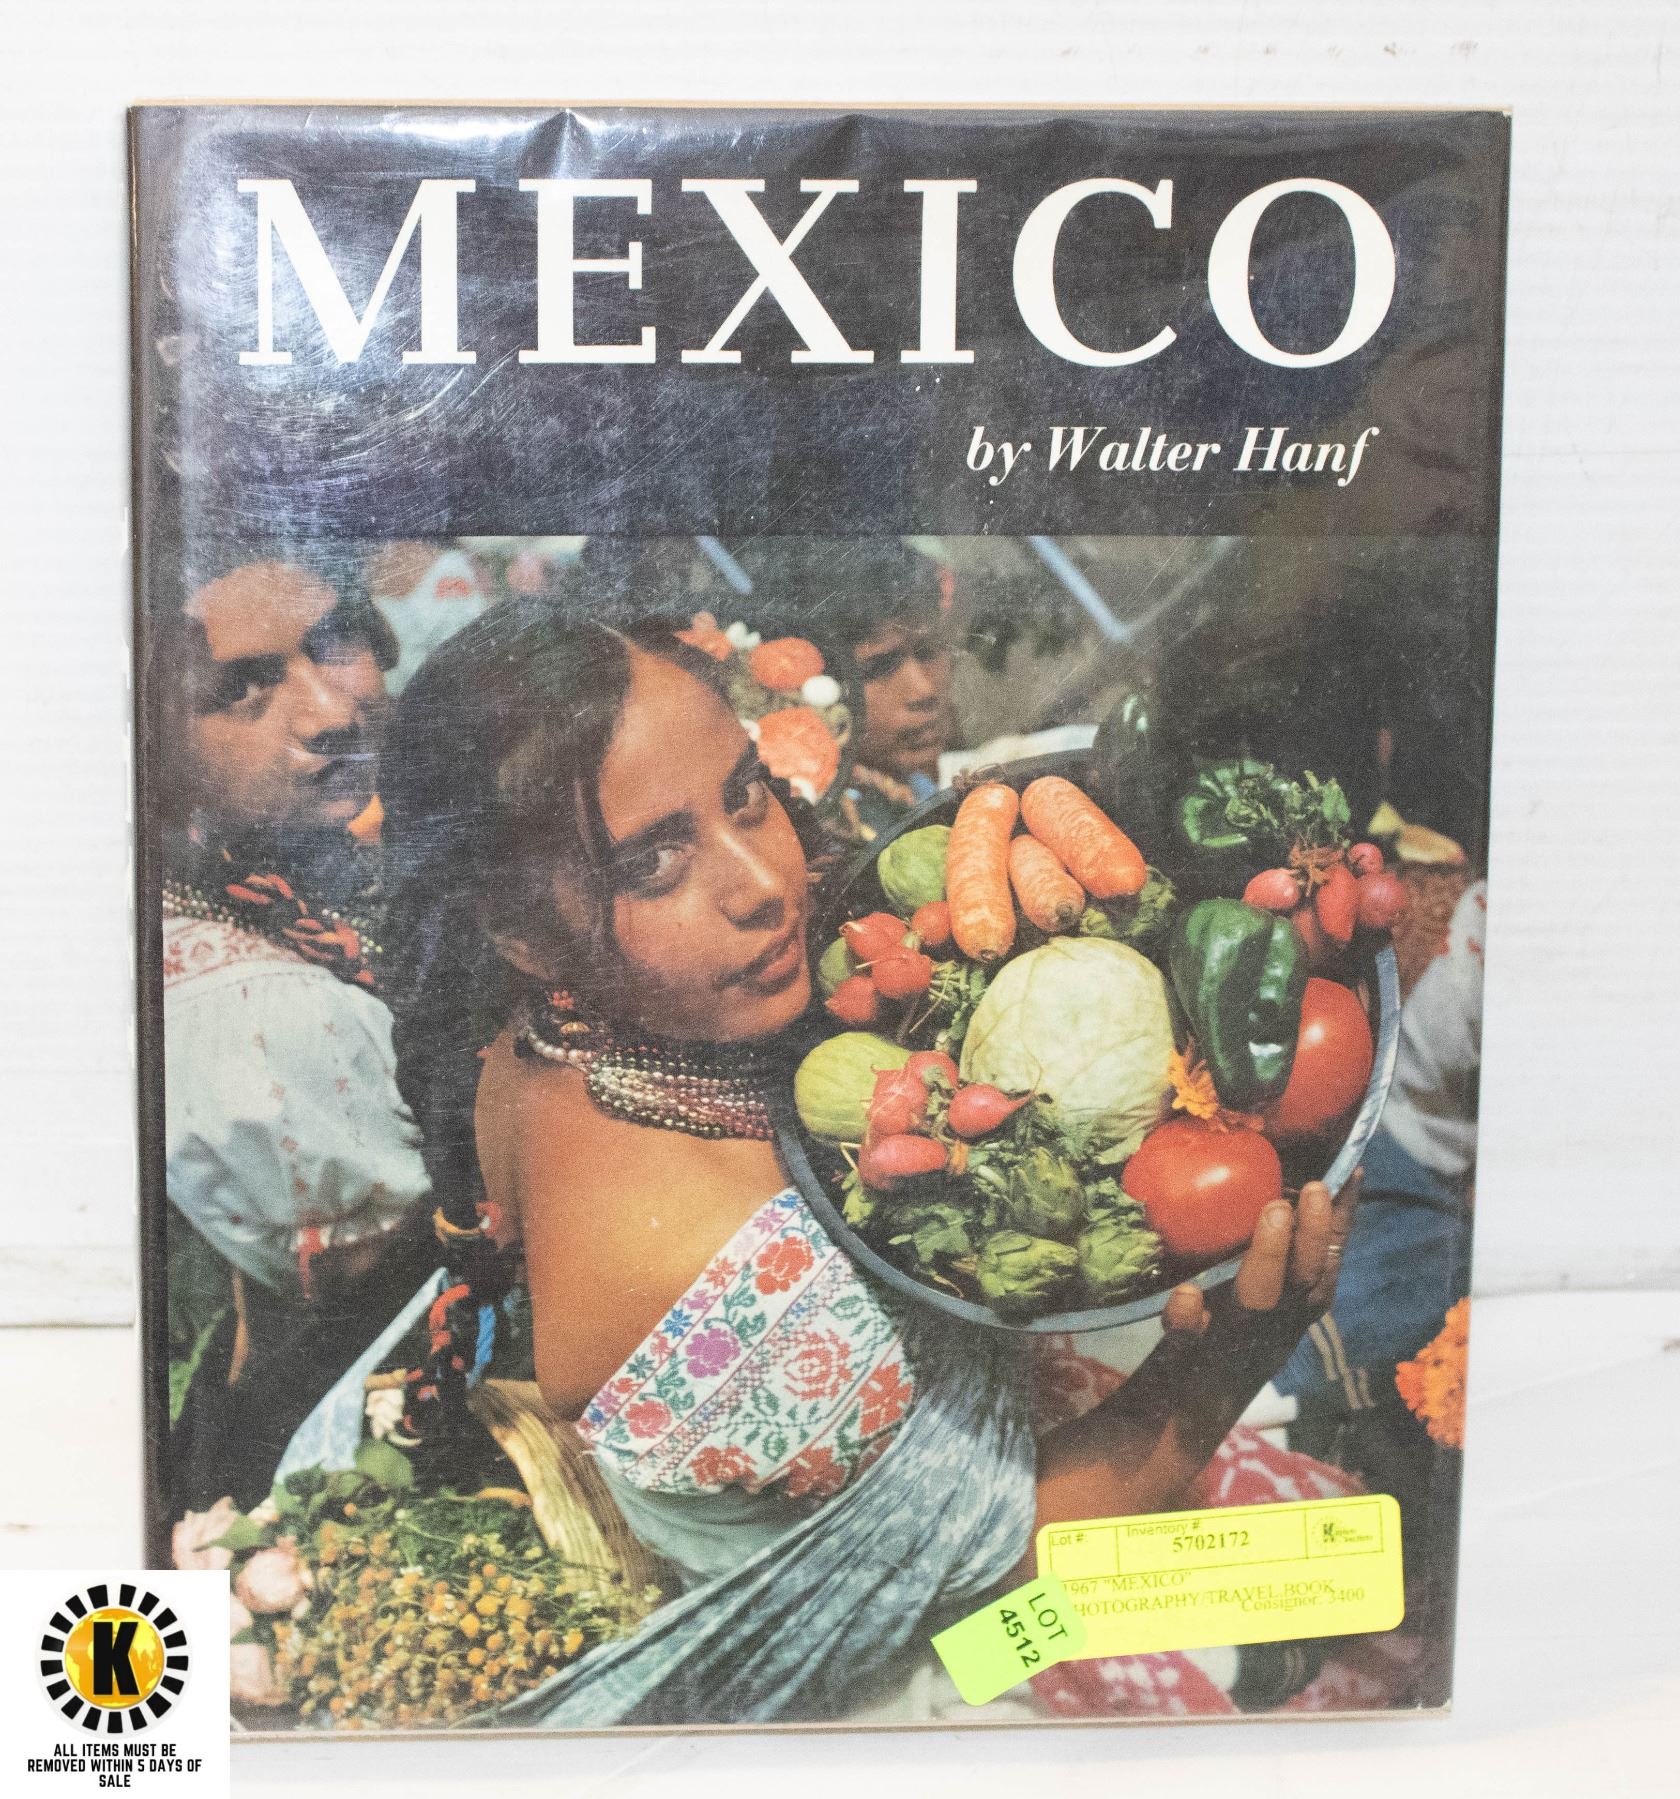 MEXICO
by Walter Hanf
Lot #:
Inventory #
5702172
1967 "MEXICO"
PHOTOGRAPHY/TRAVEL BOOK
Consignor: 3400
LOT
4512
K
ALL ITEMS MUST BE
REMOVED WITHIN 5 DAYS OF
SALE